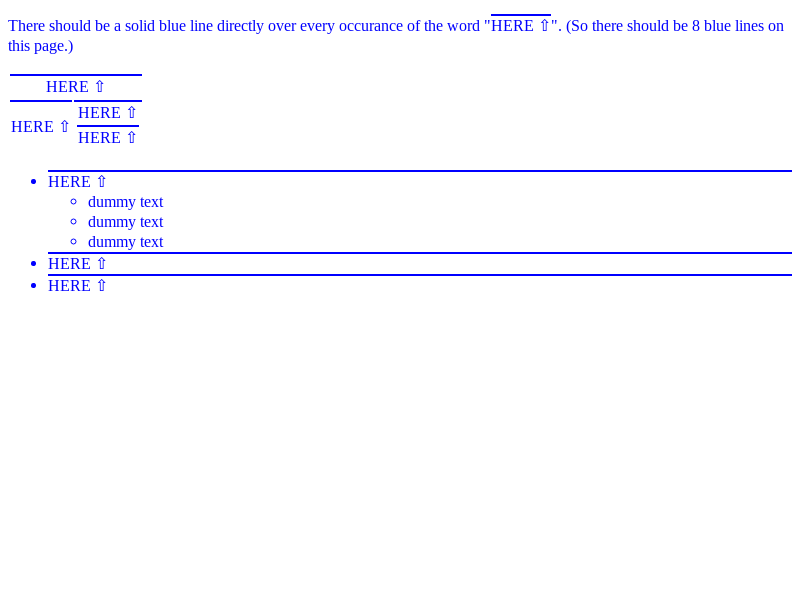 There should be a solid blue line directly over every occurance of the word "HERE ⇧". (So there should be 8 blue lines on
this page.)
HERE ⇧
HERE ⇧
HERE ⇧
HERE ⇧
• HERE ⇧
◦ dummy text
◦ dummy text
◦ dummy text
• HERE ⇧
• HERE ⇧